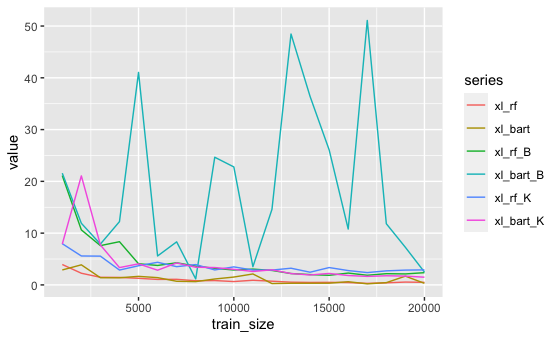 50
40
30
20
10
0
value
5000
10000
15000
20000
train_size
series
xl_rf
xl_bart
xl_rf_B
xl_bart_B
xl_rf_K
xl_bart_K